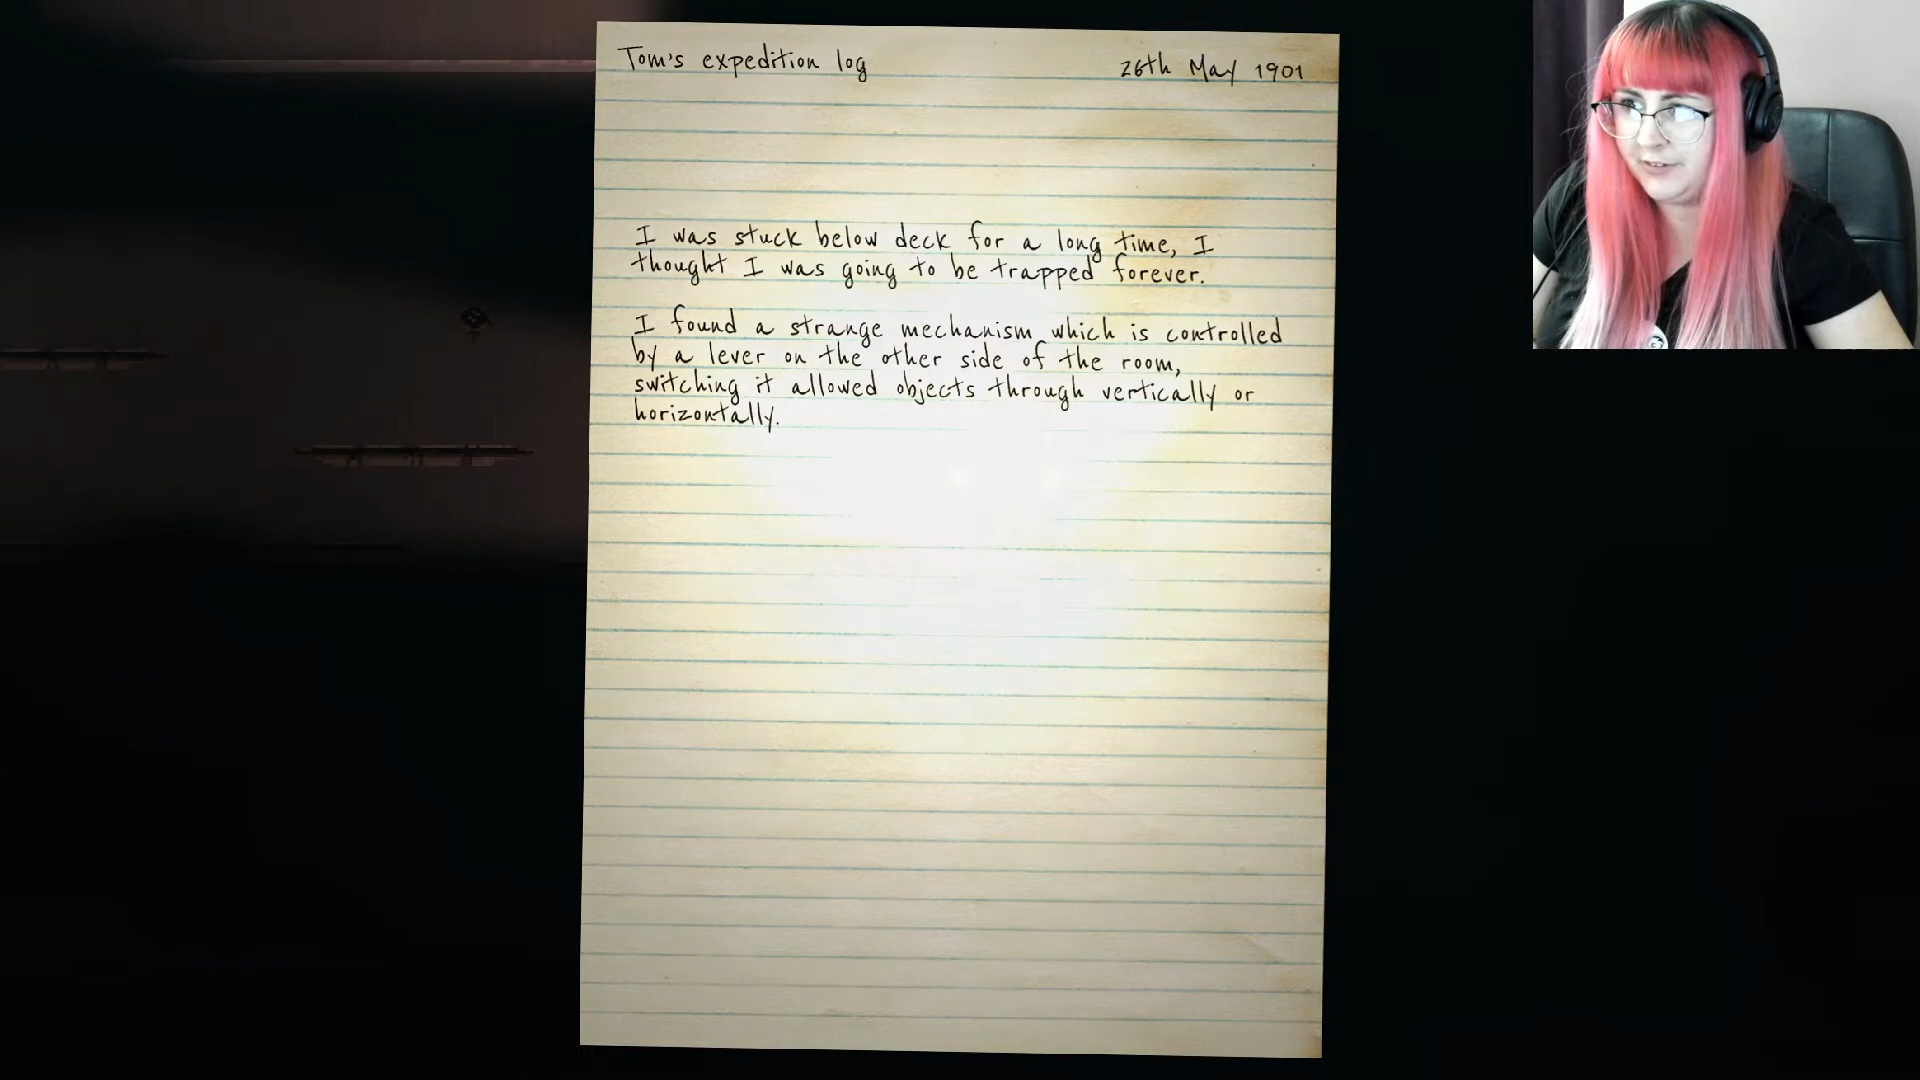 Tom's expedition log
26th May 1901
I was stuck below deck for a long time, I
thought I was going to be trapped forever.
I found a strange mechanism which is controlled
by a lever on the other side of the room,
switching it allowed objects through vertically or
horizontally.